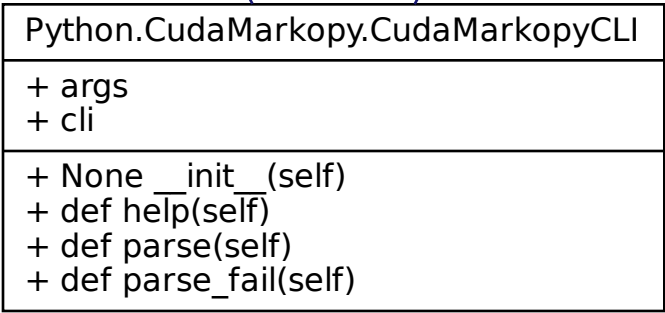 Python.CudaMarkopy.CudaMarkopyCLI
+ args
+ cli
+ None __init__(self)
+ def help(self)
+ def parse(self)
+ def parse_fail(self)